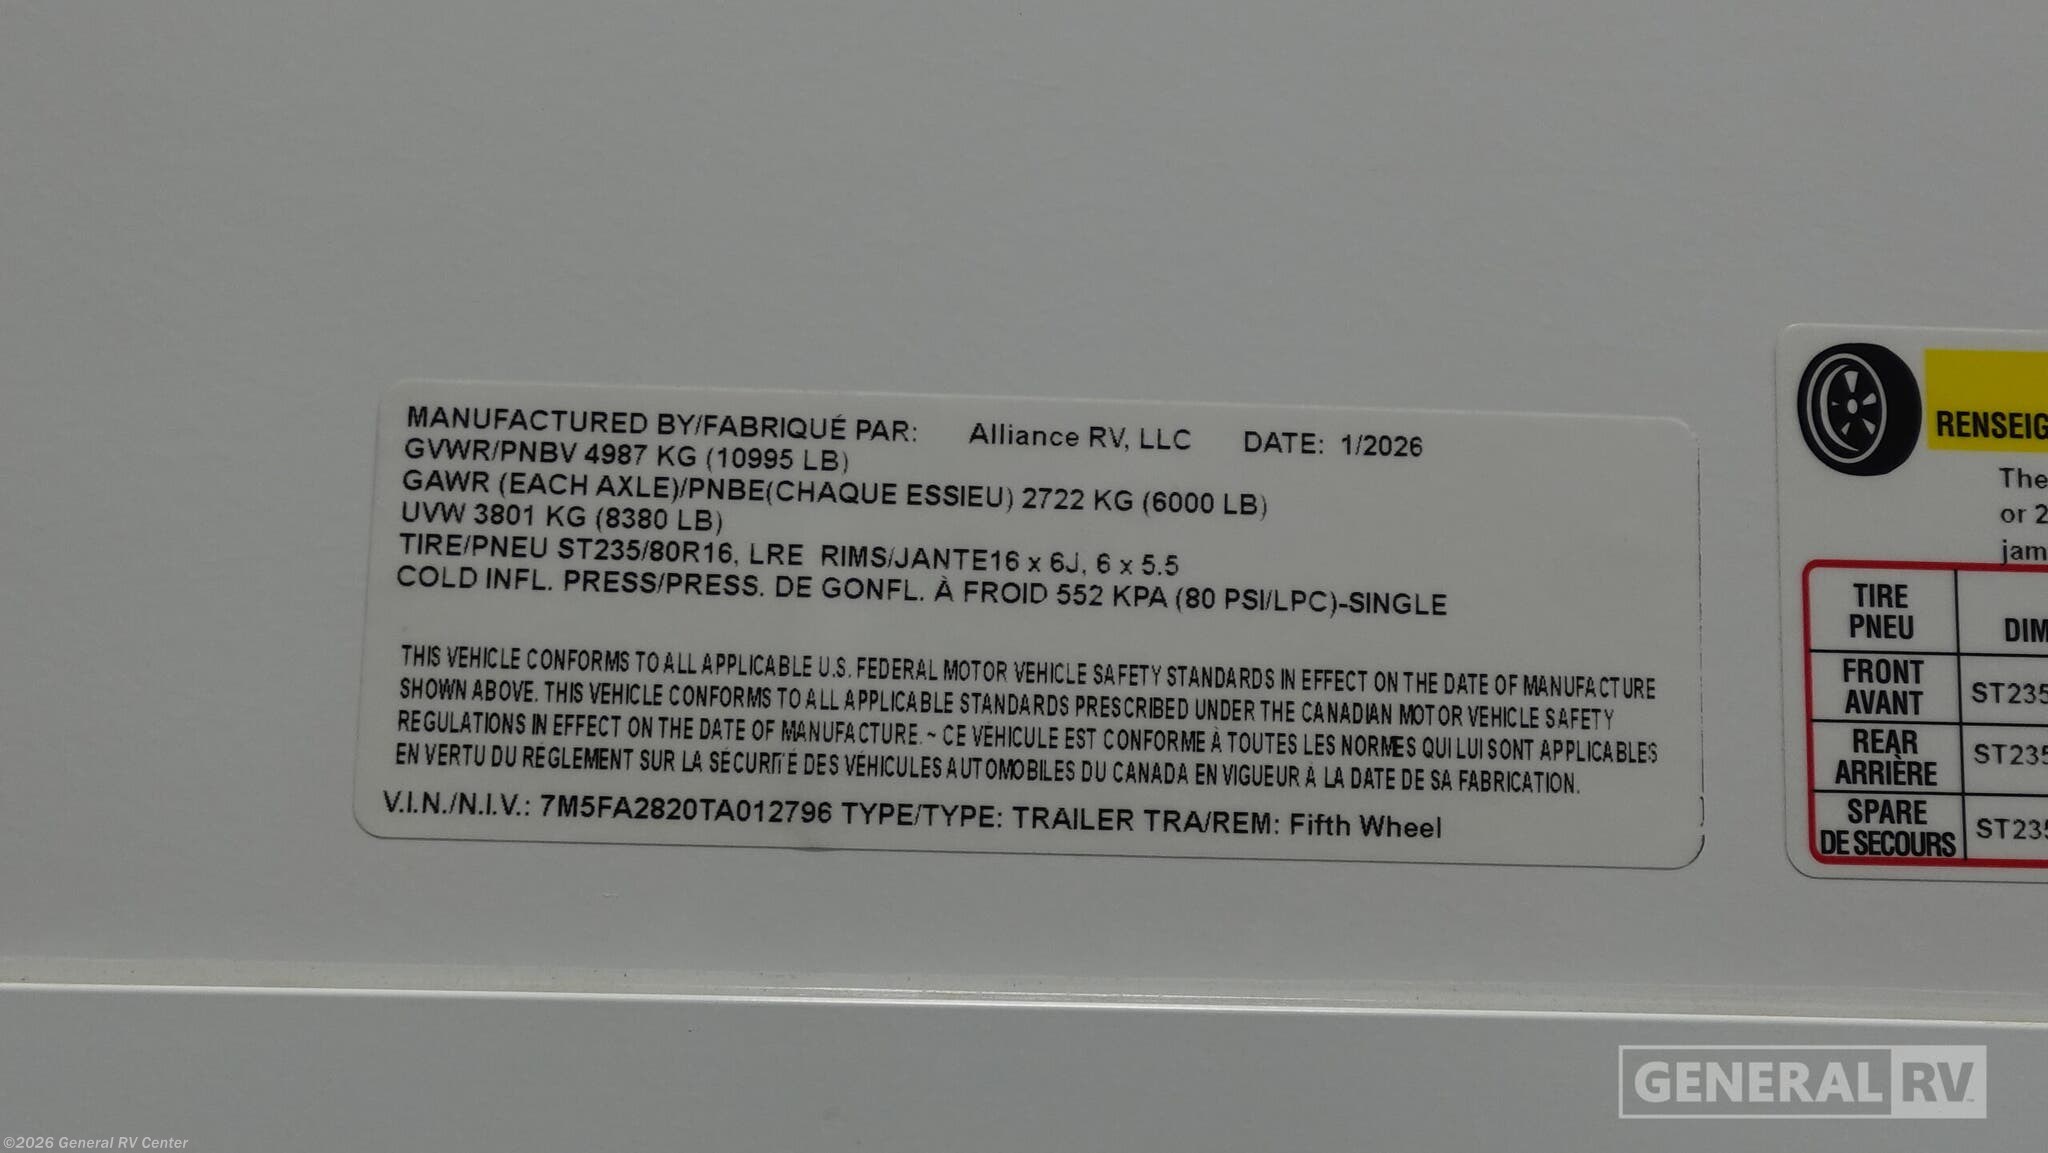 MANUFACTURED BY/FABRIQUÉ PAR: Alliance RV, LLC DATE: 1/2026
GVWR/PNBV 4987 KG (10995 LB)
GAWR (EACH AXLE)/PNBE(CHAQUE ESSIEU) 2722 KG (6000 LB)
UVW 3801 KG (8380 LB)
TIRE/PNEU ST235/80R16, LRE RIMS/JANTE16 x 6J, 6 x 5.5
COLD INFL. PRESS/PRESS. DE GONFL. À FROID 552 KPA (80 PSI/LPC)-SINGLE
THIS VEHICLE CONFORMS TO ALL APPLICABLE U.S. FEDERAL MOTOR VEHICLE SAFETY STANDARDS IN EFFECT ON THE DATE OF MANUFACTURE
SHOWN ABOVE. THIS VEHICLE CONFORMS TO ALL APPLICABLE STANDARDS PRESCRIBED UNDER THE CANADIAN MOTOR VEHICLE SAFETY
REGULATIONS IN EFFECT ON THE DATE OF MANUFACTURE. ~ CE VÉHICULE EST CONFORME À TOUTES LES NORMES QUI LUI SONT APPLICABLES
EN VERTU DU RÈGLEMENT SUR LA SÉCURITÉ DES VÉHICULES AUTOMOBILES DU CANADA EN VIGUEUR À LA DATE DE SA FABRICATION.
V.I.N./N.I.V.: 7M5FA2820TA012796 TYPE/TYPE: TRAILER TRA/REM: Fifth Wheel
RENSEIG
The
or 2
jam
TIRE
PNEU DIM
FRONT
AVANT ST235
REAR
ARRIÈRE ST235
SPARE
DE SECOURS ST235
GENERAL RV
©2026 General RV Center